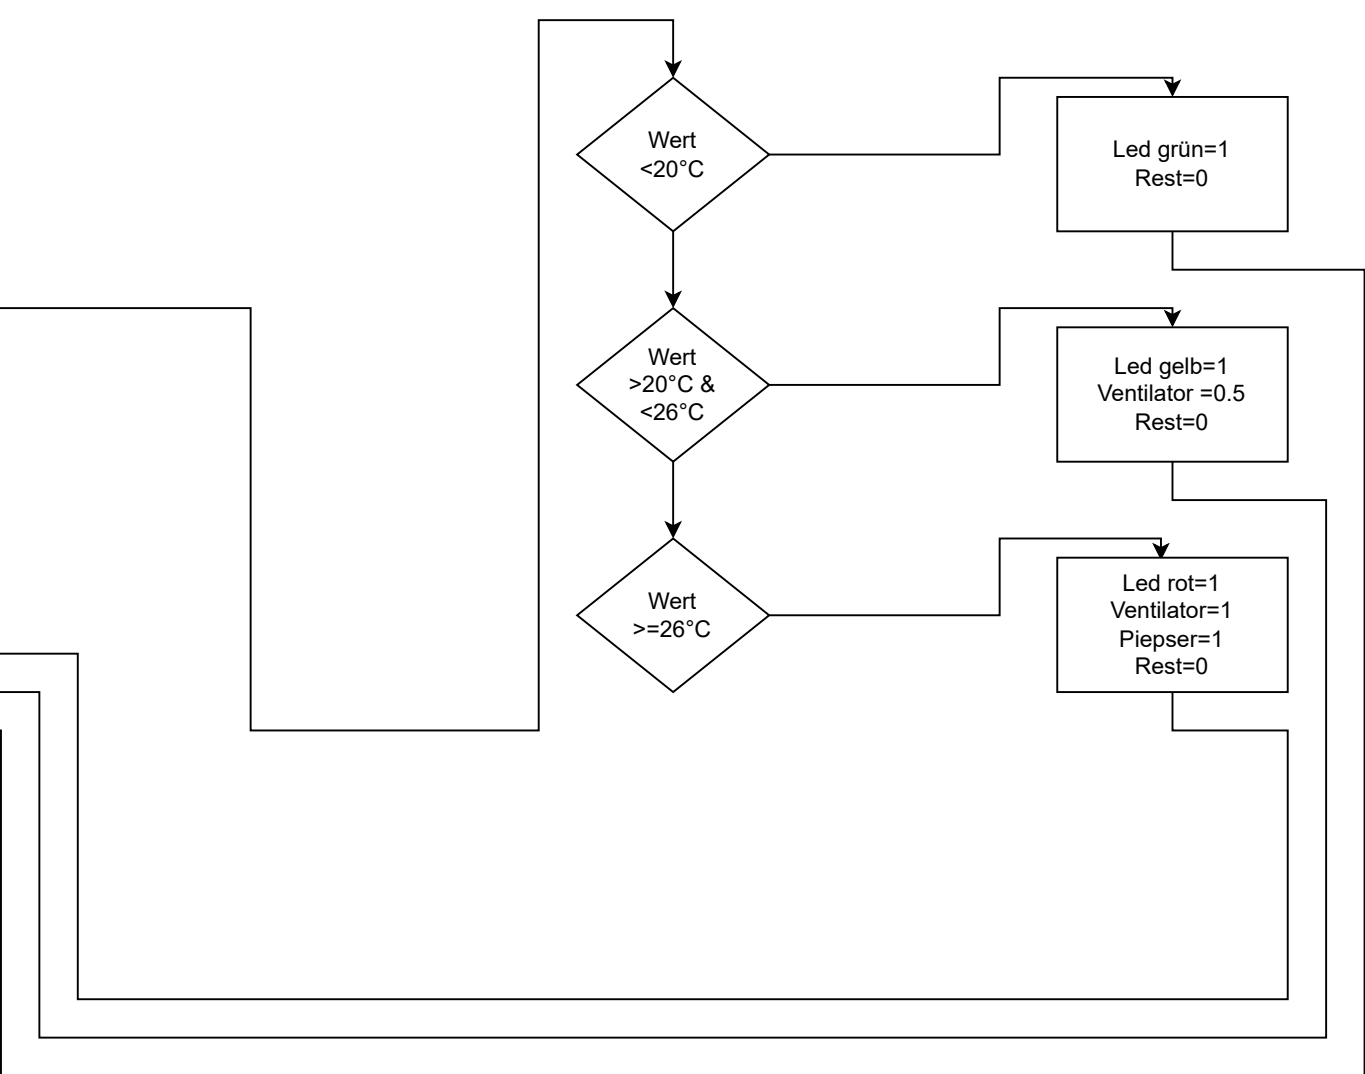 Wert
<20°C
Led grün=1
Rest=0
Wert
>20°C &
<26°C
Led gelb=1
Ventilator =0.5
Rest=0
Wert
>=26°C
Led rot=1
Ventilator=1
Piepser=1
Rest=0